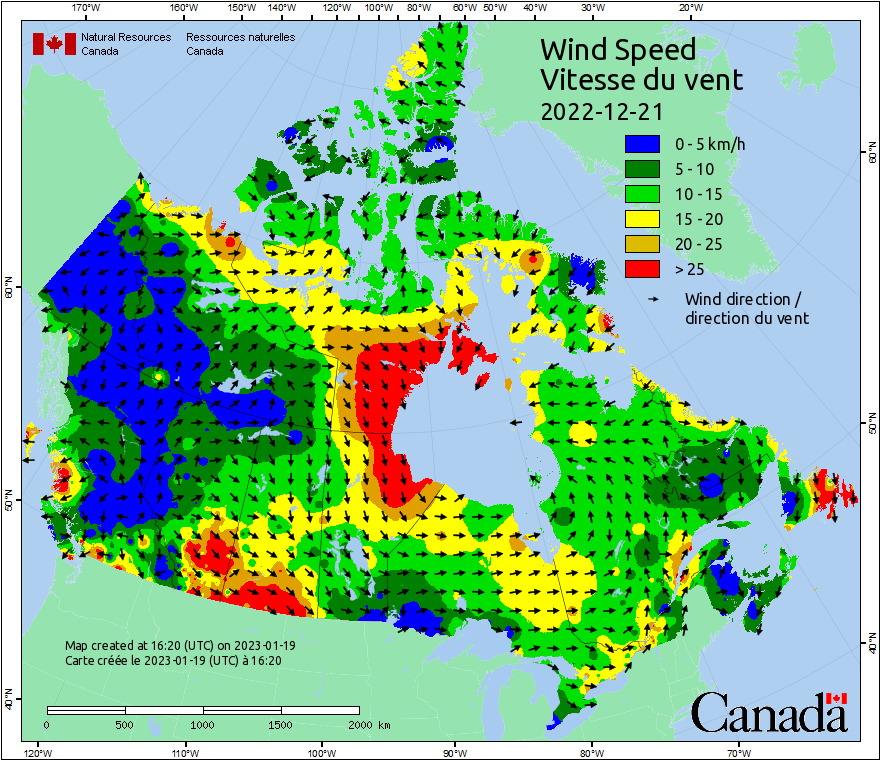 170°W 160°W 150°W 140°W 130°W 120°W 110°W 100°W 90°W 80°W 60°W 50°W 40°W 30°W 20°W
Natural Resources Canada
Ressources naturelles Canada
Wind Speed
Vitesse du vent
2022-12-21
0 - 5 km/h
5 - 10
10 - 15
15 - 20
20 - 25
> 25
Wind direction /
direction du vent
60°N
60°N
50°N
50°N
40°N
40°N
Map created at 16:20 (UTC) on 2023-01-19
Carte créée le 2023-01-19 (UTC) à 16:20
0 500 1000 1500 2000 km
Canada
120°W 110°W 100°W 90°W 80°W 70°W